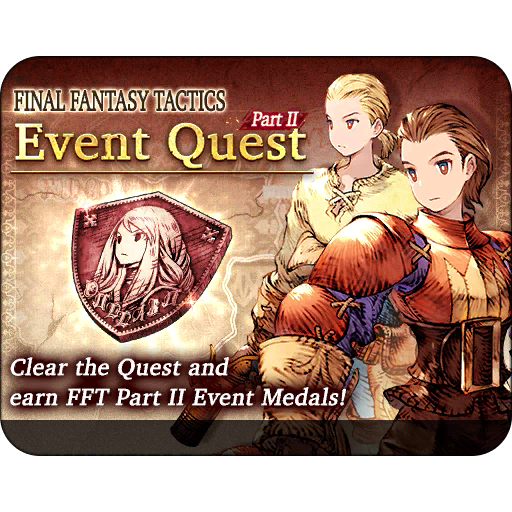 FINAL FANTASY TACTICS
Part II
Event Quest
Clear the Quest and
earn FFT Part II Event Medals!